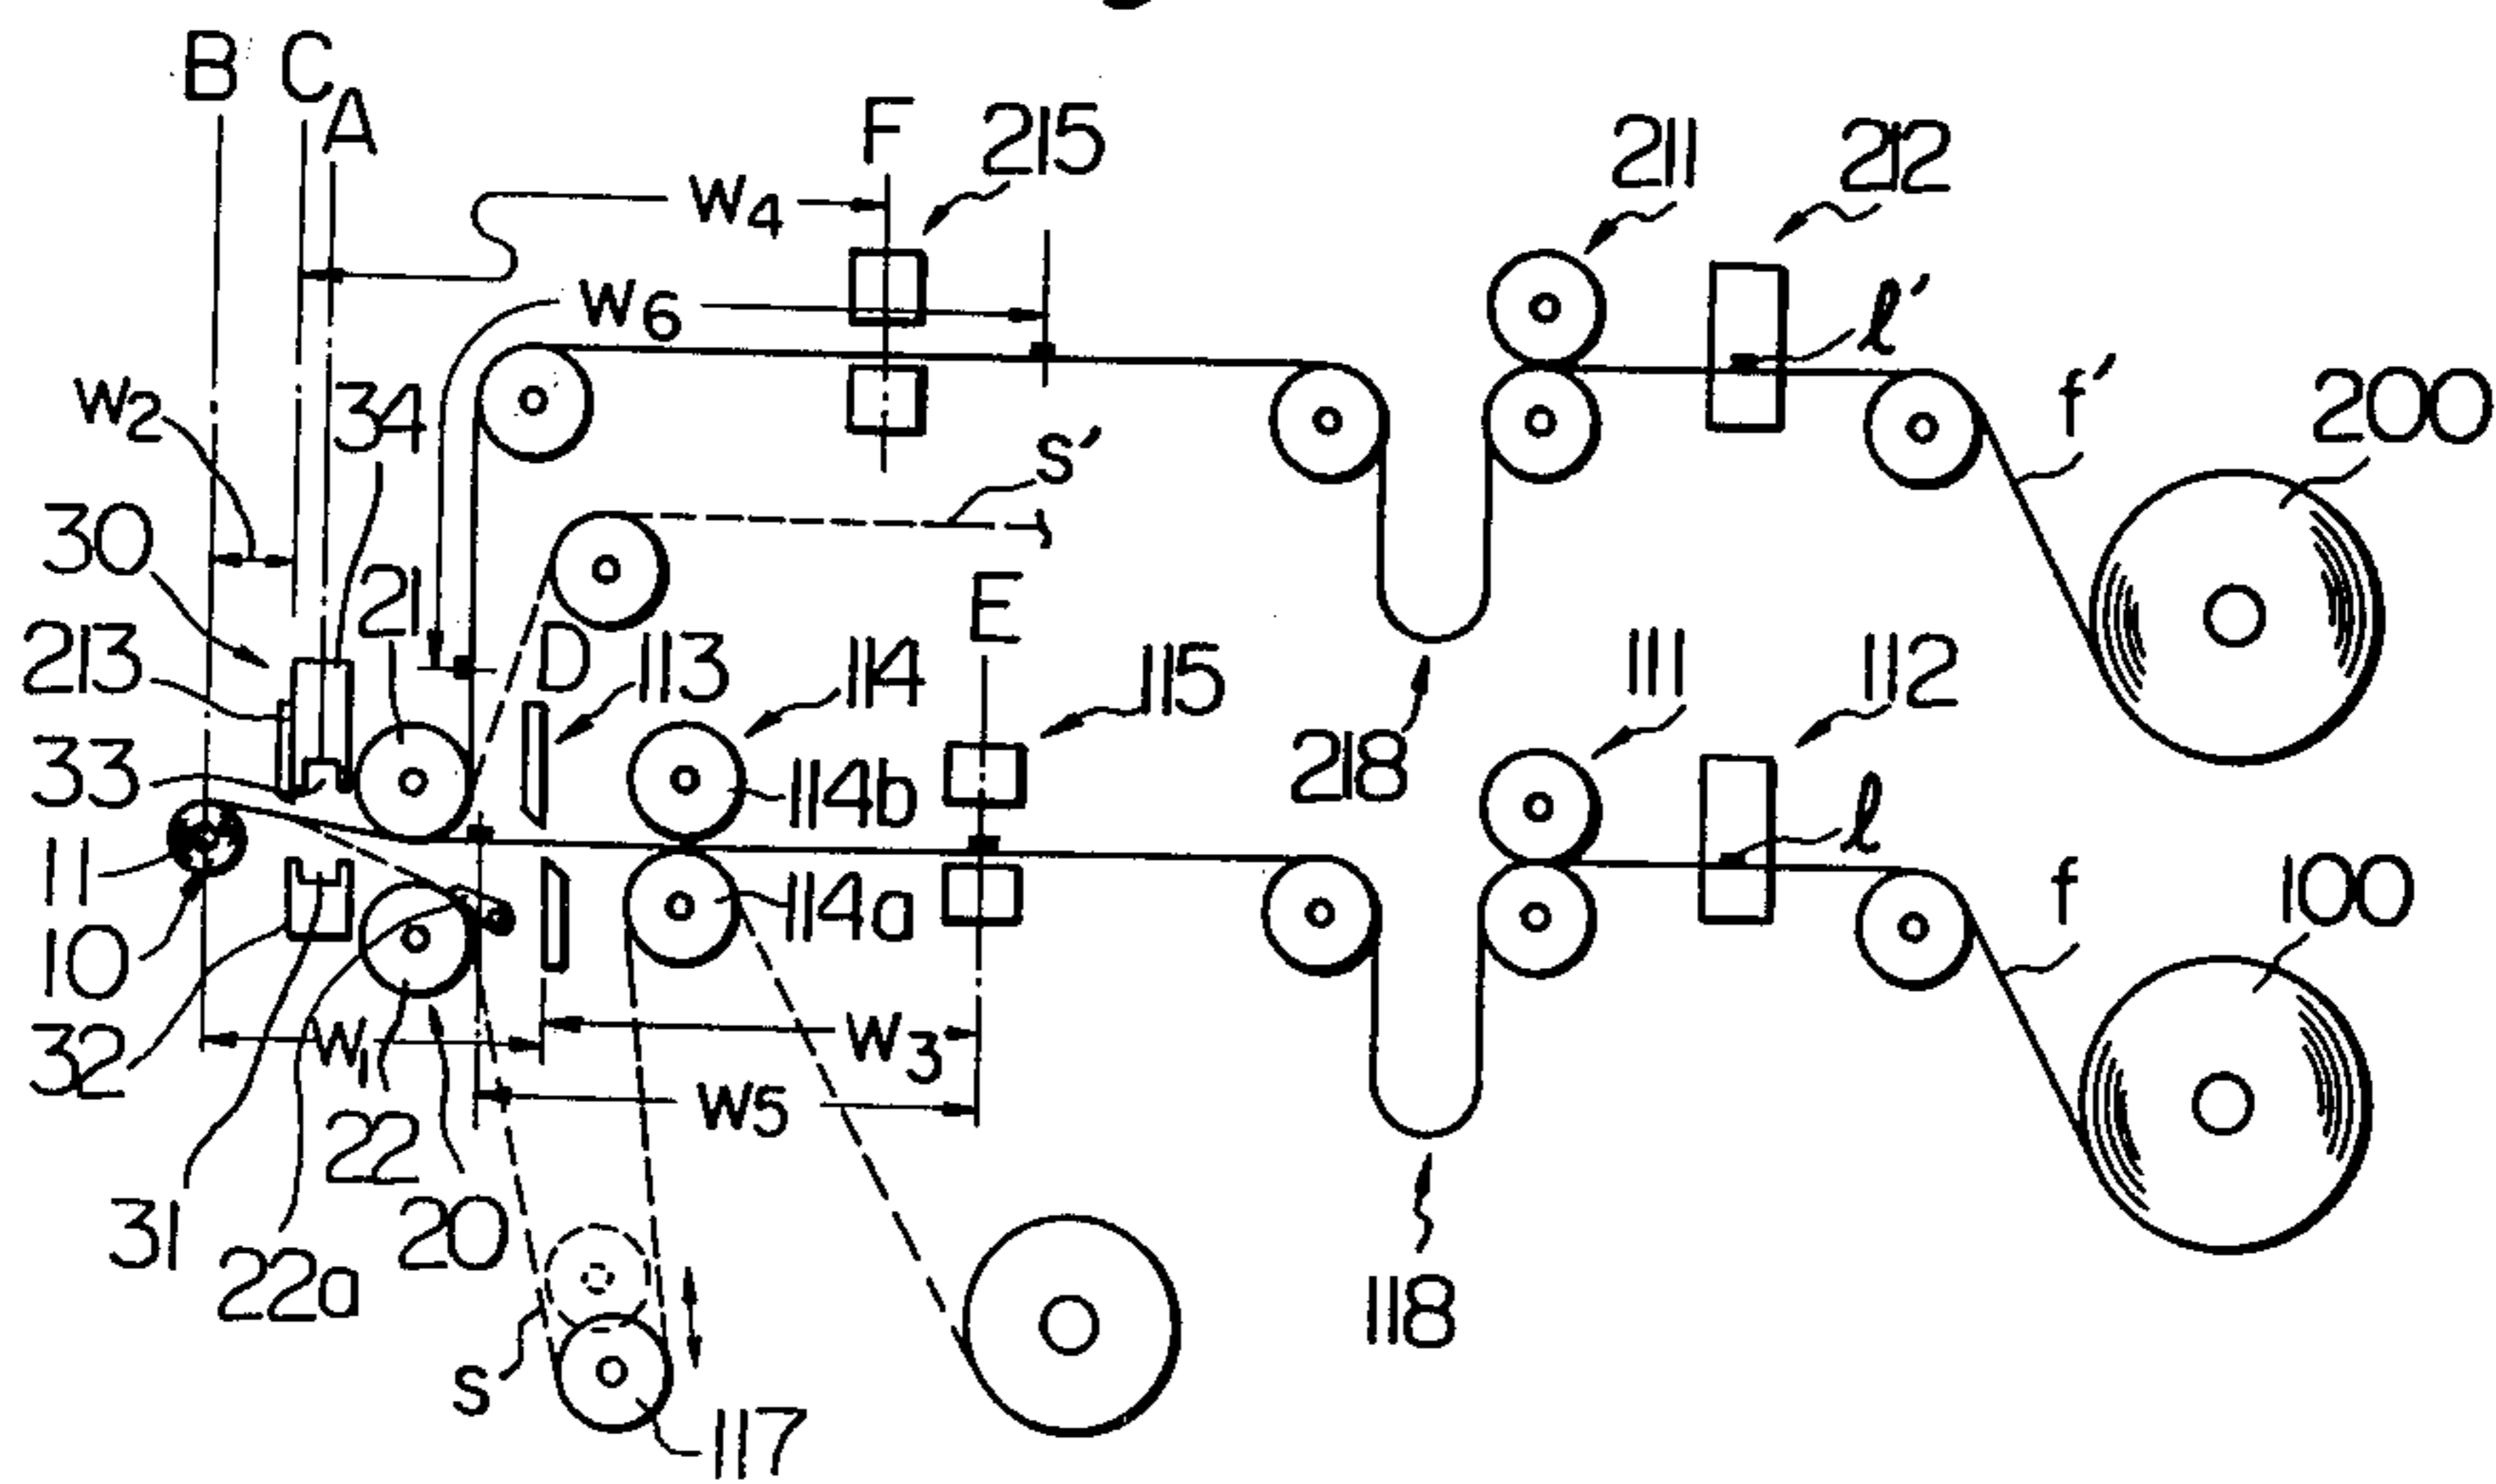 B C A F 215 211 212
W4
W6 l'
W2 34 f' 200
S'
30 21 E
213 D 113 114 115 111 112
33 114b 218 l
11 114a f 100
10
32 W1 W3
22 W5
31 22a 20
S 118
117